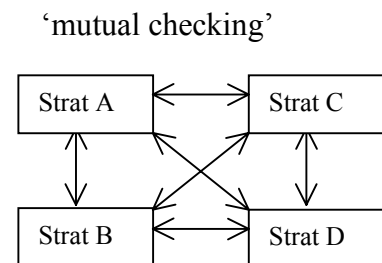 ‘mutual checking’
Strat A
Strat C
Strat B
Strat D